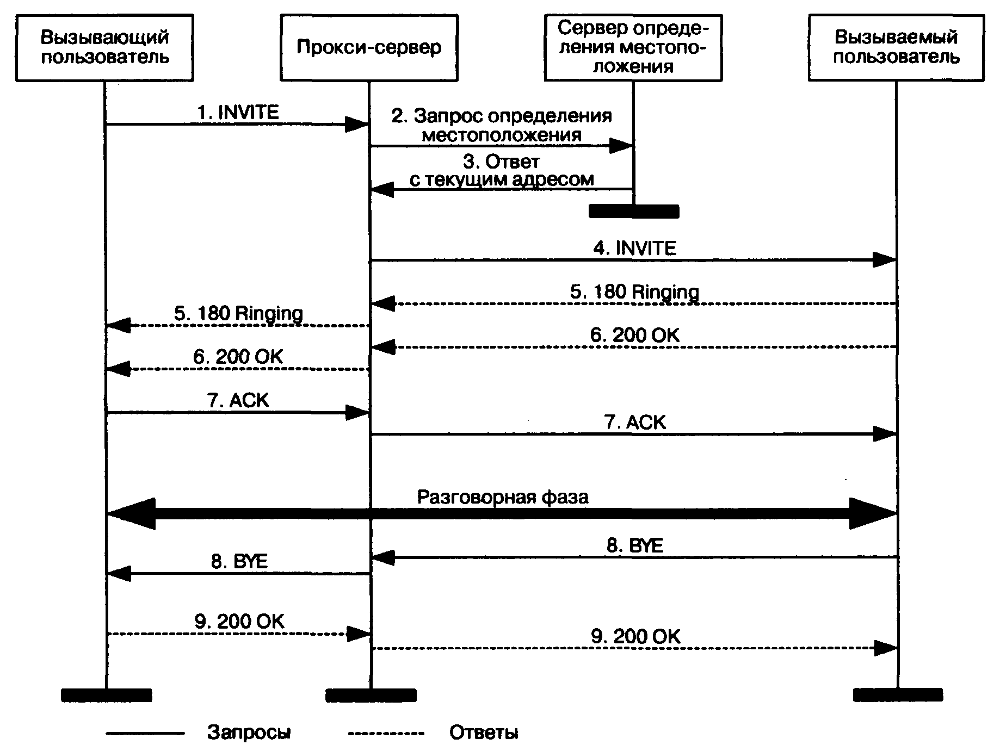 Вызывающий
пользователь
Прокси-сервер
Сервер опреде-
ления местопо-
ложения
Вызываемый
пользователь
1. INVITE
2. Запрос определения
местоположения
3. Ответ
с текущим адресом
4. INVITE
5. 180 Ringing
5. 180 Ringing
6. 200 OK
6. 200 OK
7. ACK
7. ACK
Разговорная фаза
8. BYE
8. BYE
9. 200 OK
9. 200 OK
Запросы
Ответы